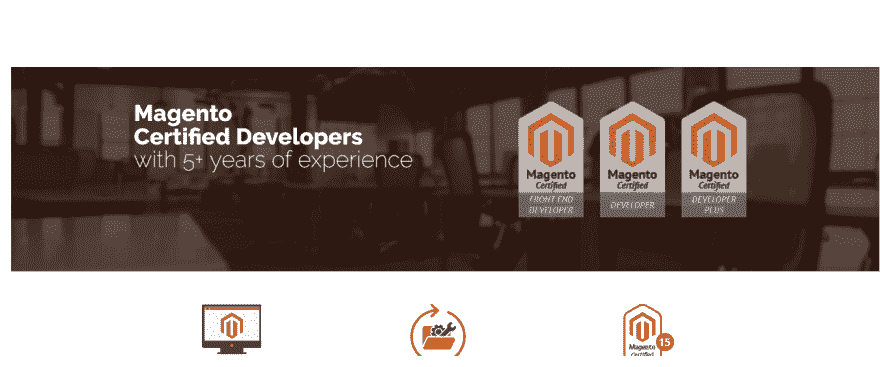 Magento
Certified Developers
with 5+ years of experience
Magento
Certified
FRONT END
DEVELOPER
Magento
Certified
DEVELOPER
Magento
Certified
DEVELOPER
PLUS
15
Magento
Certified